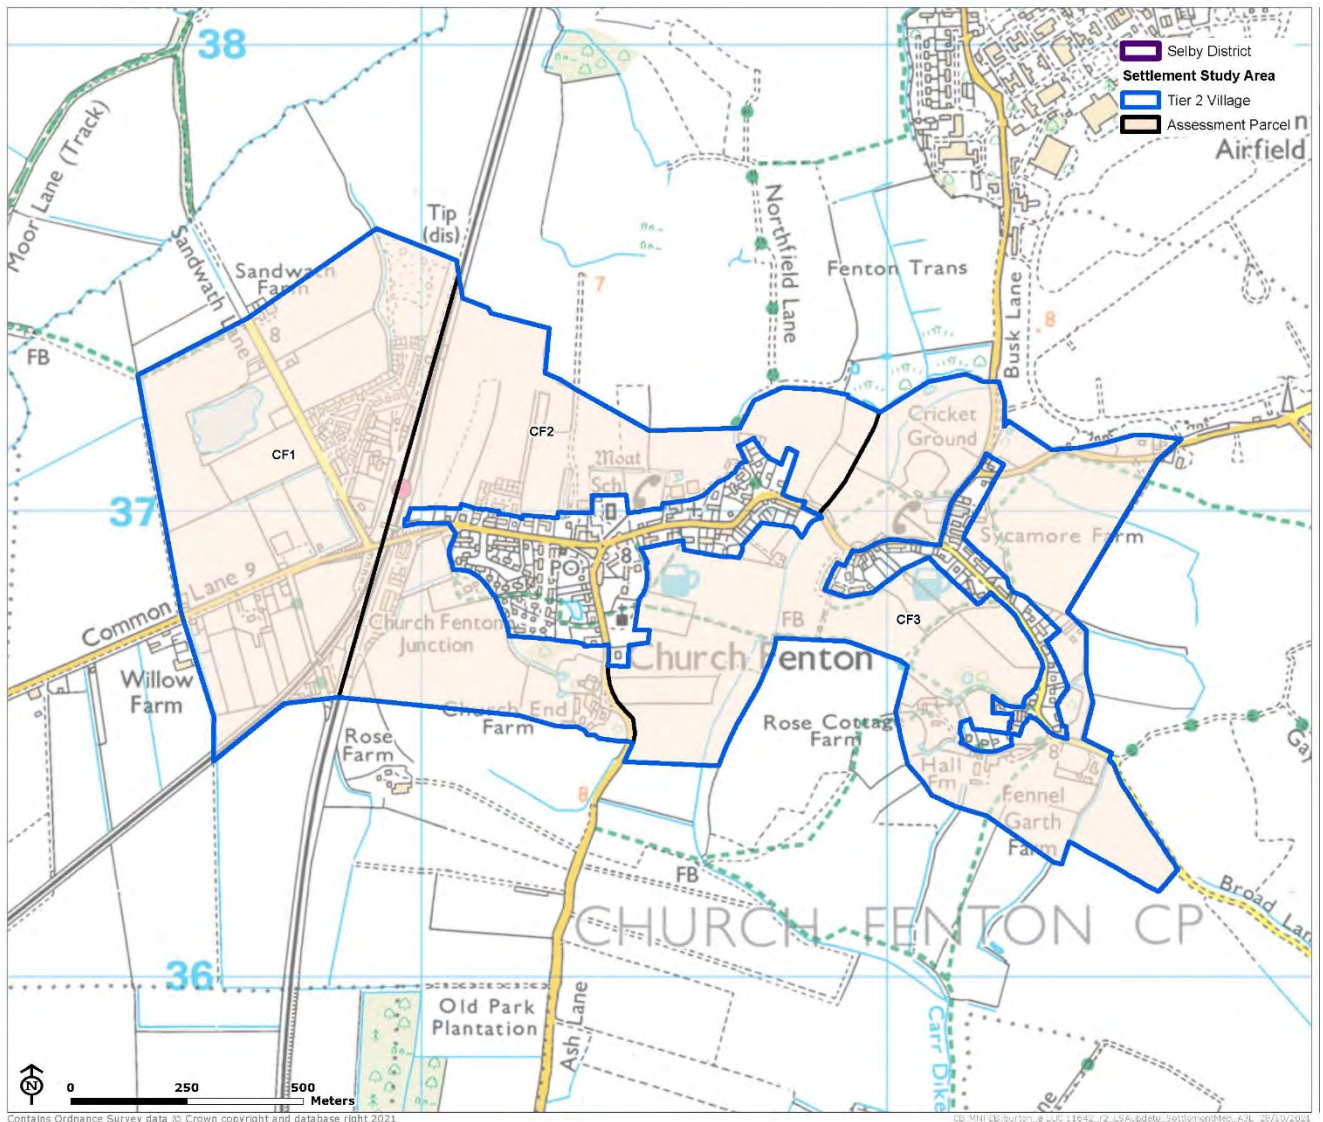 38
Selby District
Settlement Study Area
Tier 2 Village
Assessment Parcel
Airfield
Moor Lane (Track)
Tip
(dis)
Sandwath Lane
Sandwath
Farm
8
FB
7
Northfield Lane
Fenton Trans
Busk Lane
8
Cricket
Ground
CF2
CF1
Moat
Sch
37
PO
8
Sycamore Farm
Common Lane 9
Church Fenton
Junction
FB
CF3
Church Fenton
Willow
Farm
Church End
Farm
Rose
Farm
Rose Cottage
Farm
Hall
Fm
8
Fennel
Garth
Farm
8
FB
Broad Lan
CHURCH FENTON CP
36
Old Park
Plantation
Ash Lane
Carr Dike
ne
N
0 250 500
Meters
Contains Ordnance Survey data © Crown copyright and database right 2021